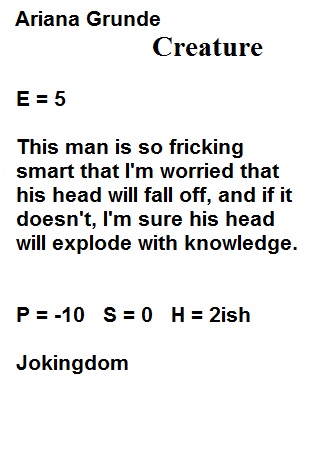 Ariana Grunde
Creature
E = 5
This man is so fricking
smart that I'm worried that
his head will fall off, and if it
doesn't, I'm sure his head
will explode with knowledge.
P = -10 S = 0 H = 2ish
Jokingdom